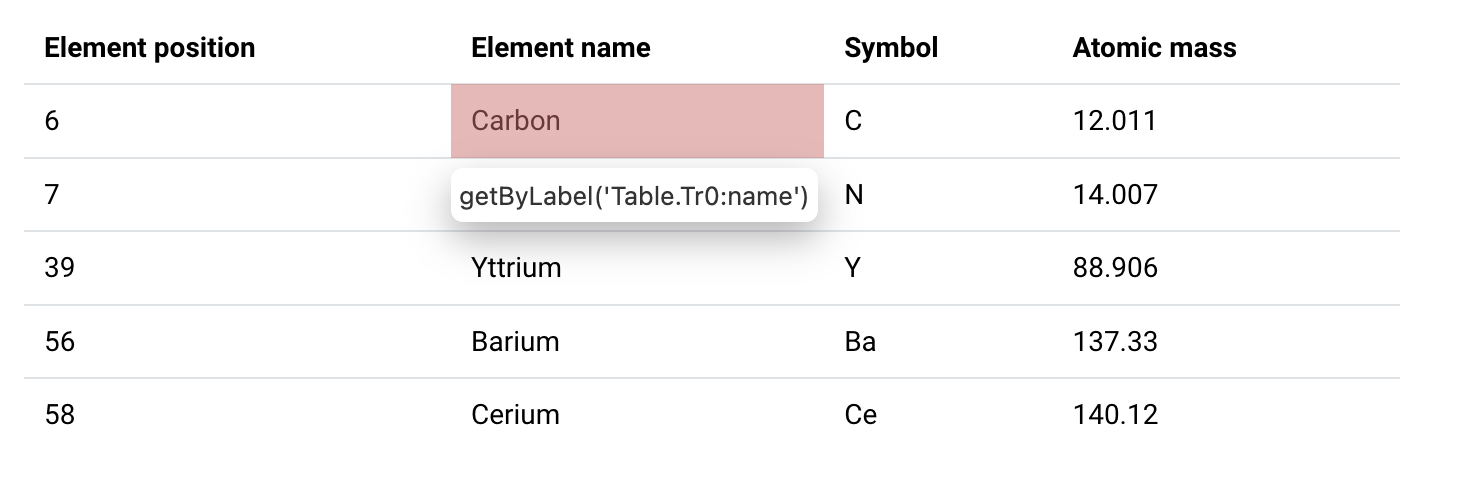 Element position Element name Symbol Atomic mass
6 Carbon C 12.011
7 getByLabel('Table.Tr0:name') N 14.007
39 Yttrium Y 88.906
56 Barium Ba 137.33
58 Cerium Ce 140.12